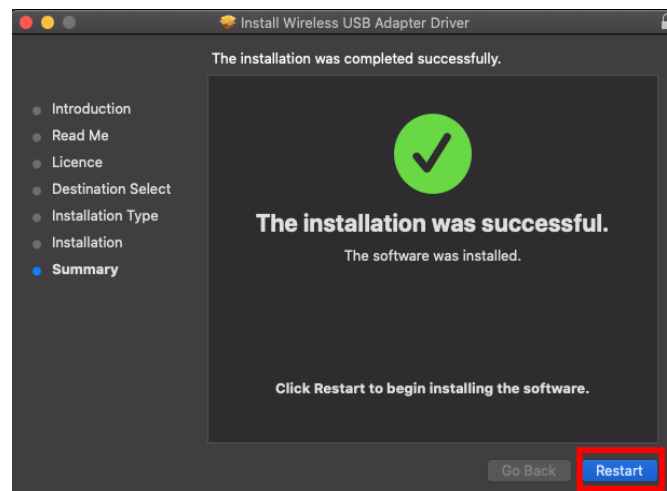 Install Wireless USB Adapter Driver
The installation was completed successfully.
Introduction
Read Me
Licence
Destination Select
Installation Type
Installation
Summary
The installation was successful.
The software was installed.
Click Restart to begin installing the software.
Go Back
Restart